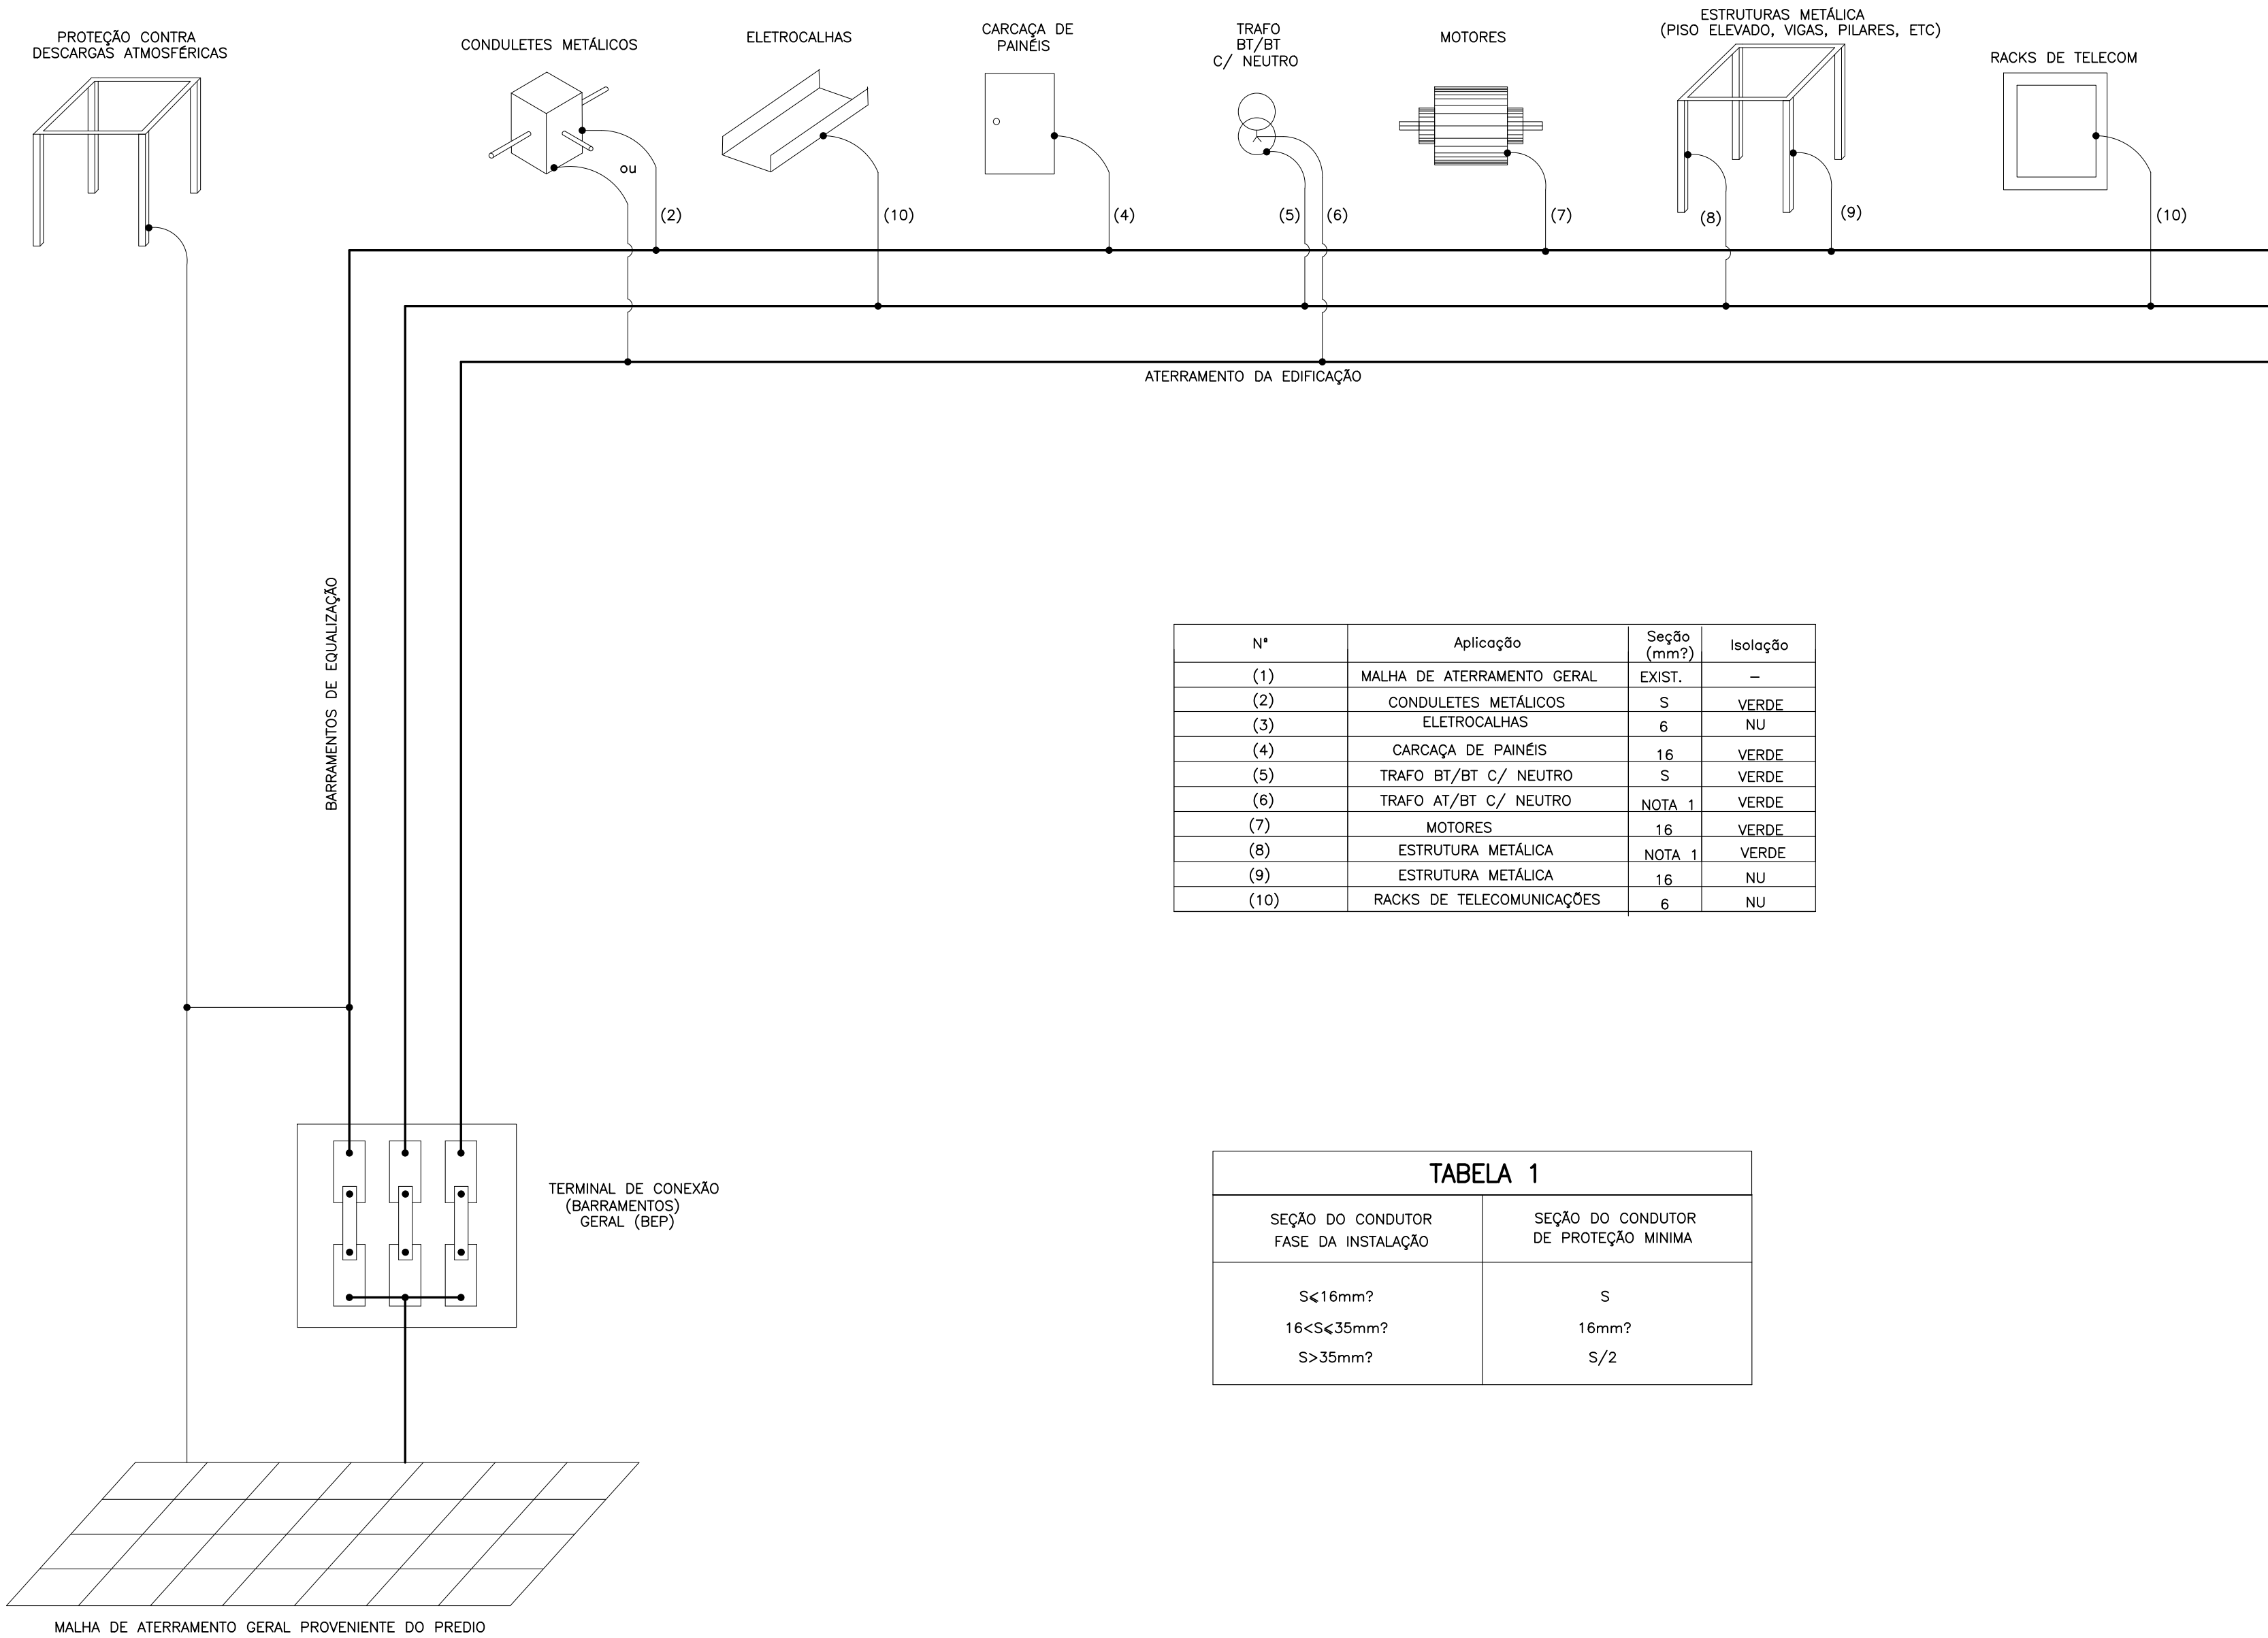 PROTEÇÃO CONTRA
DESCARGAS ATMOSFÉRICAS
CONDULETES METÁLICOS
ELETROCALHAS
CARCAÇA DE
PAINÉIS
TRAFO
BT/BT
C/ NEUTRO
MOTORES
ESTRUTURAS METÁLICA
(PISO ELEVADO, VIGAS, PILARES, ETC)
RACKS DE TELECOM
ou
(2)
(10)
(4)
(5)
(6)
(7)
(8)
(9)
(10)
ATERRAMENTO DA EDIFICAÇÃO
BARRAMENTOS DE EQUALIZAÇÃO
Nº Aplicação Seção (mm?) Isolação
(1) MALHA DE ATERRAMENTO GERAL EXIST. –
(2) CONDULETES METÁLICOS S VERDE
(3) ELETROCALHAS 6 NU
(4) CARCAÇA DE PAINÉIS 16 VERDE
(5) TRAFO BT/BT C/ NEUTRO S VERDE
(6) TRAFO AT/BT C/ NEUTRO NOTA 1 VERDE
(7) MOTORES 16 VERDE
(8) ESTRUTURA METÁLICA NOTA 1 VERDE
(9) ESTRUTURA METÁLICA 16 NU
(10) RACKS DE TELECOMUNICAÇÕES 6 NU
TERMINAL DE CONEXÃO
(BARRAMENTOS)
GERAL (BEP)
TABELA 1
SEÇÃO DO CONDUTOR
FASE DA INSTALAÇÃO
SEÇÃO DO CONDUTOR
DE PROTEÇÃO MINIMA
S⩽16mm? S
16<S⩽35mm? 16mm?
S>35mm? S/2
MALHA DE ATERRAMENTO GERAL PROVENIENTE DO PREDIO